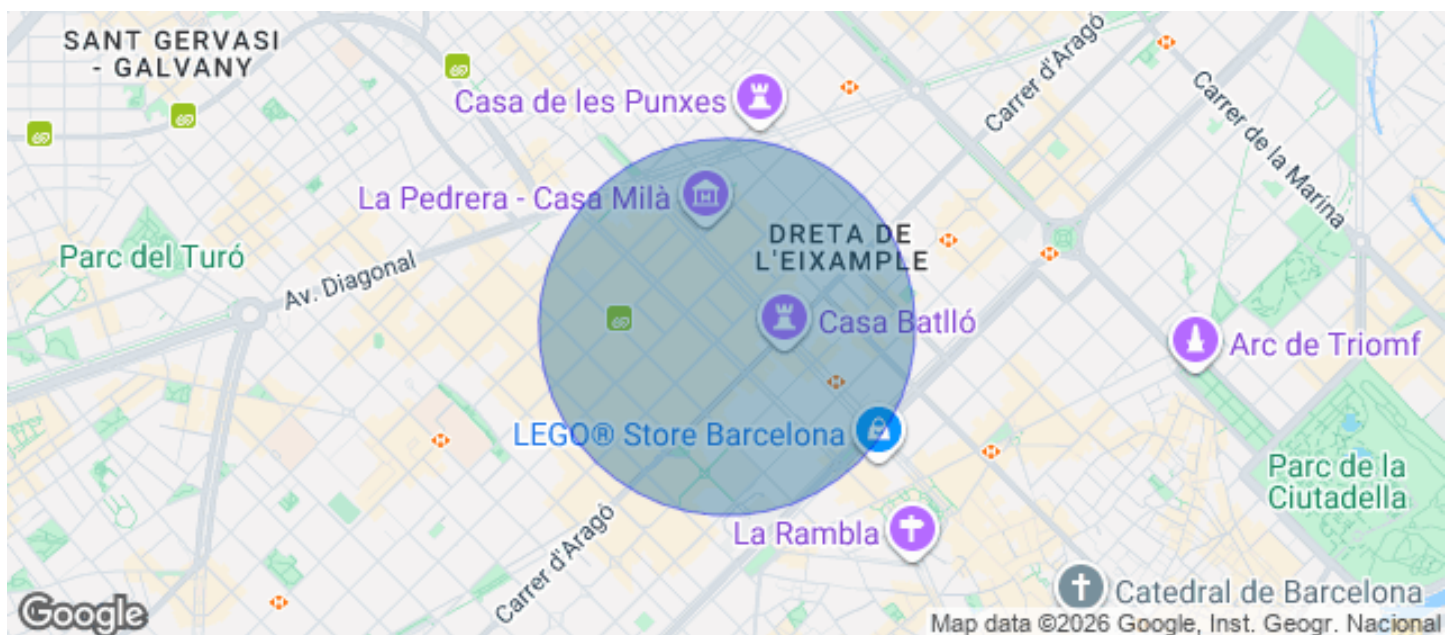 SANT GERVASI
- GALVANY
Casa de les Punxes
Carrer d'Aragó
Carrer de la Marina
La Pedrera - Casa Milà
DRETA DE
L'EIXAMPLE
Parc del Turó
Av. Diagonal
Casa Batlló
Arc de Triomf
LEGO® Store Barcelona
Parc de la
Ciutadella
La Rambla
Carrer d'Aragó
Catedral de Barcelona
Google
Map data ©2026 Google, Inst. Geogr. Nacional